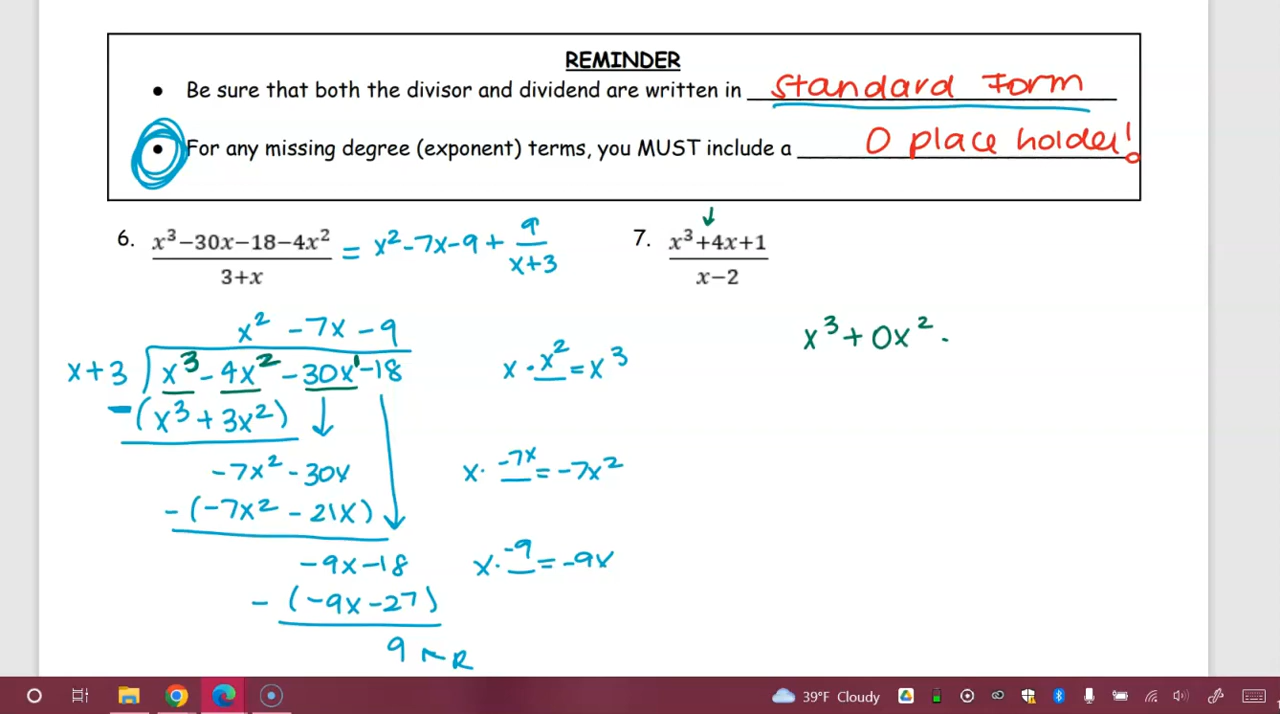 REMINDER
• Be sure that both the divisor and dividend are written in standard form
• For any missing degree (exponent) terms, you MUST include a 0 place holder!
6. x³−30x−18−4x² / 3+x = x² - 7x - 9 + 9 / x+3
7. x³+4x+1 / x−2
x² - 7x - 9
x + 3 ) x³ - 4x² - 30x¹ - 18
x · x² = x³
x³ + 0x²
-(x³ + 3x²)
-7x² - 30x
x · -7x = -7x²
-(-7x² - 21x)
-9x - 18
x · -9 = -9x
-(-9x - 27)
9 ← R
39°F Cloudy